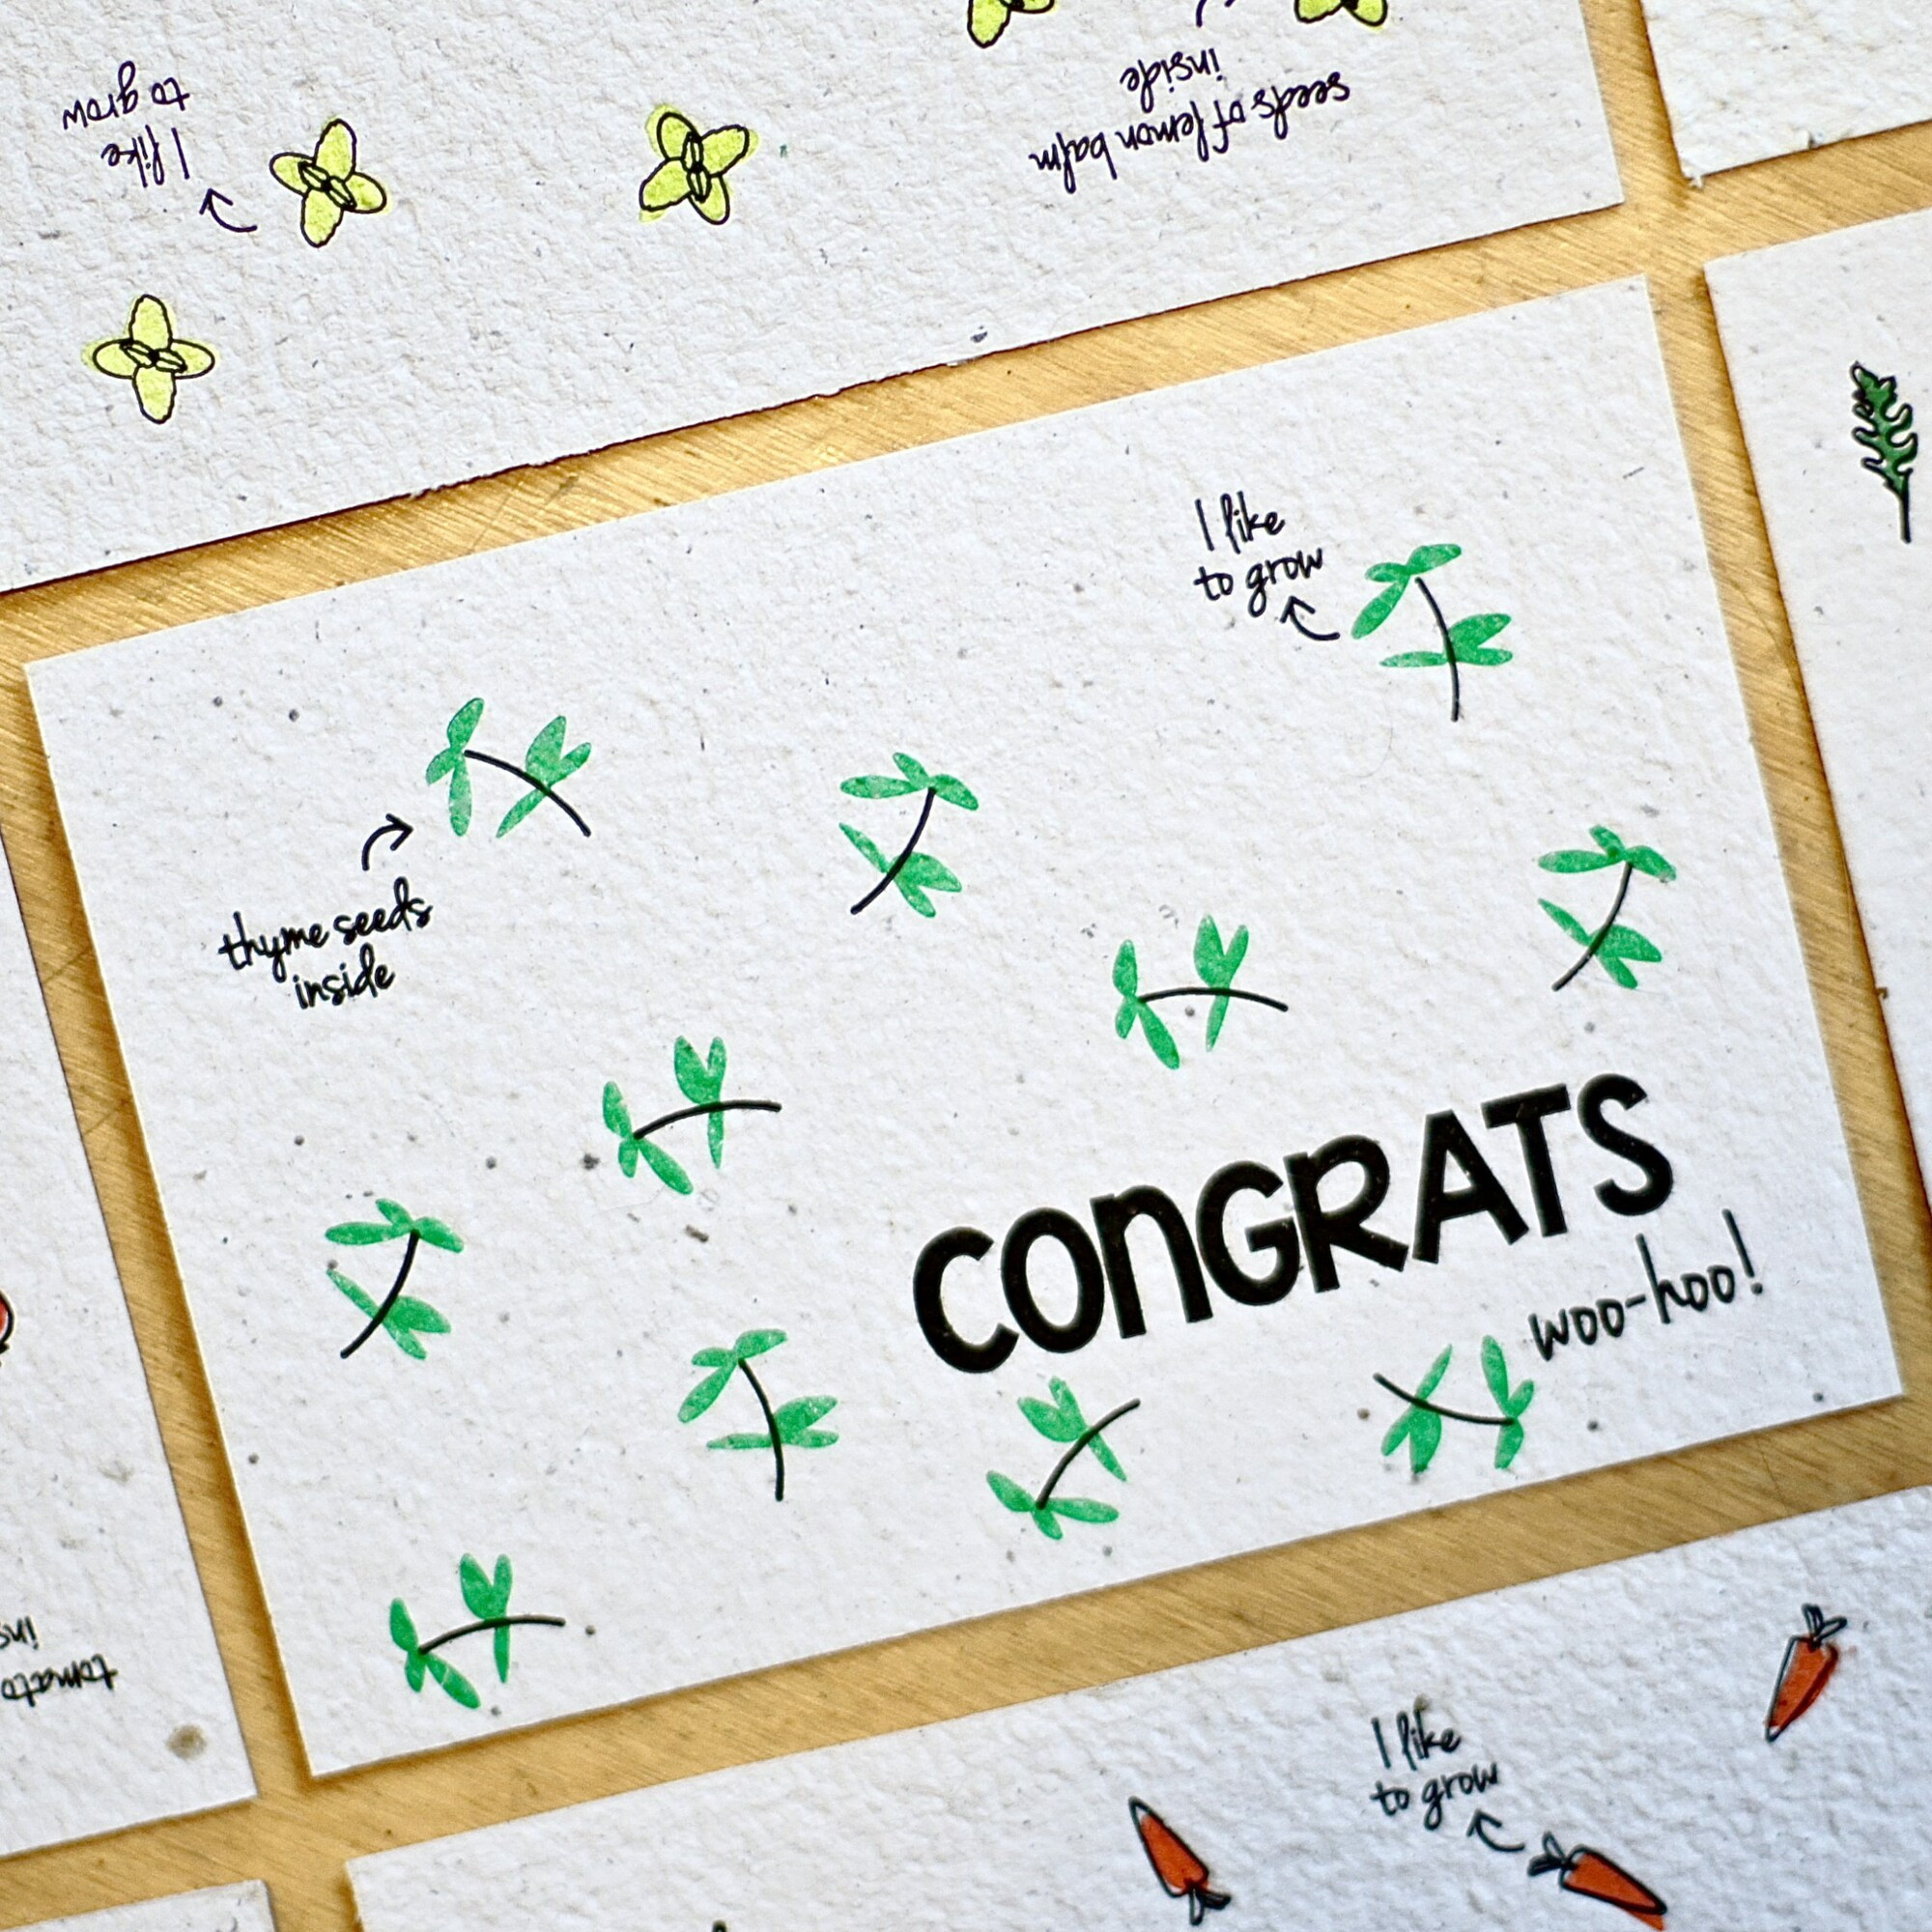 to grow
I like
inside
seeds of lemon balm
I like
to grow
thyme seeds
inside
CONGRATS
woo-hoo!
I like
to grow